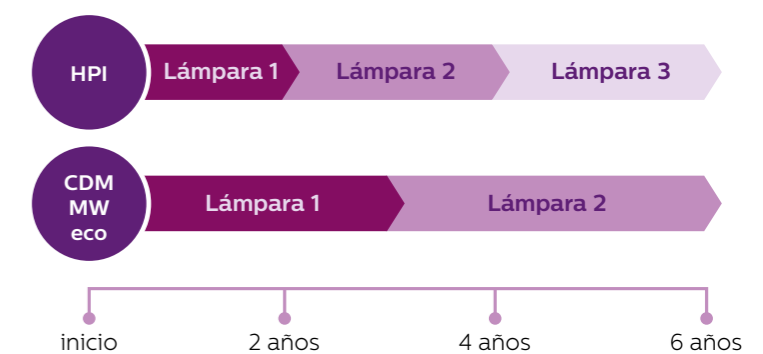 HPI
Lámpara 1
Lámpara 2
Lámpara 3
CDM
MW
eco
Lámpara 1
Lámpara 2
inicio
2 años
4 años
6 años